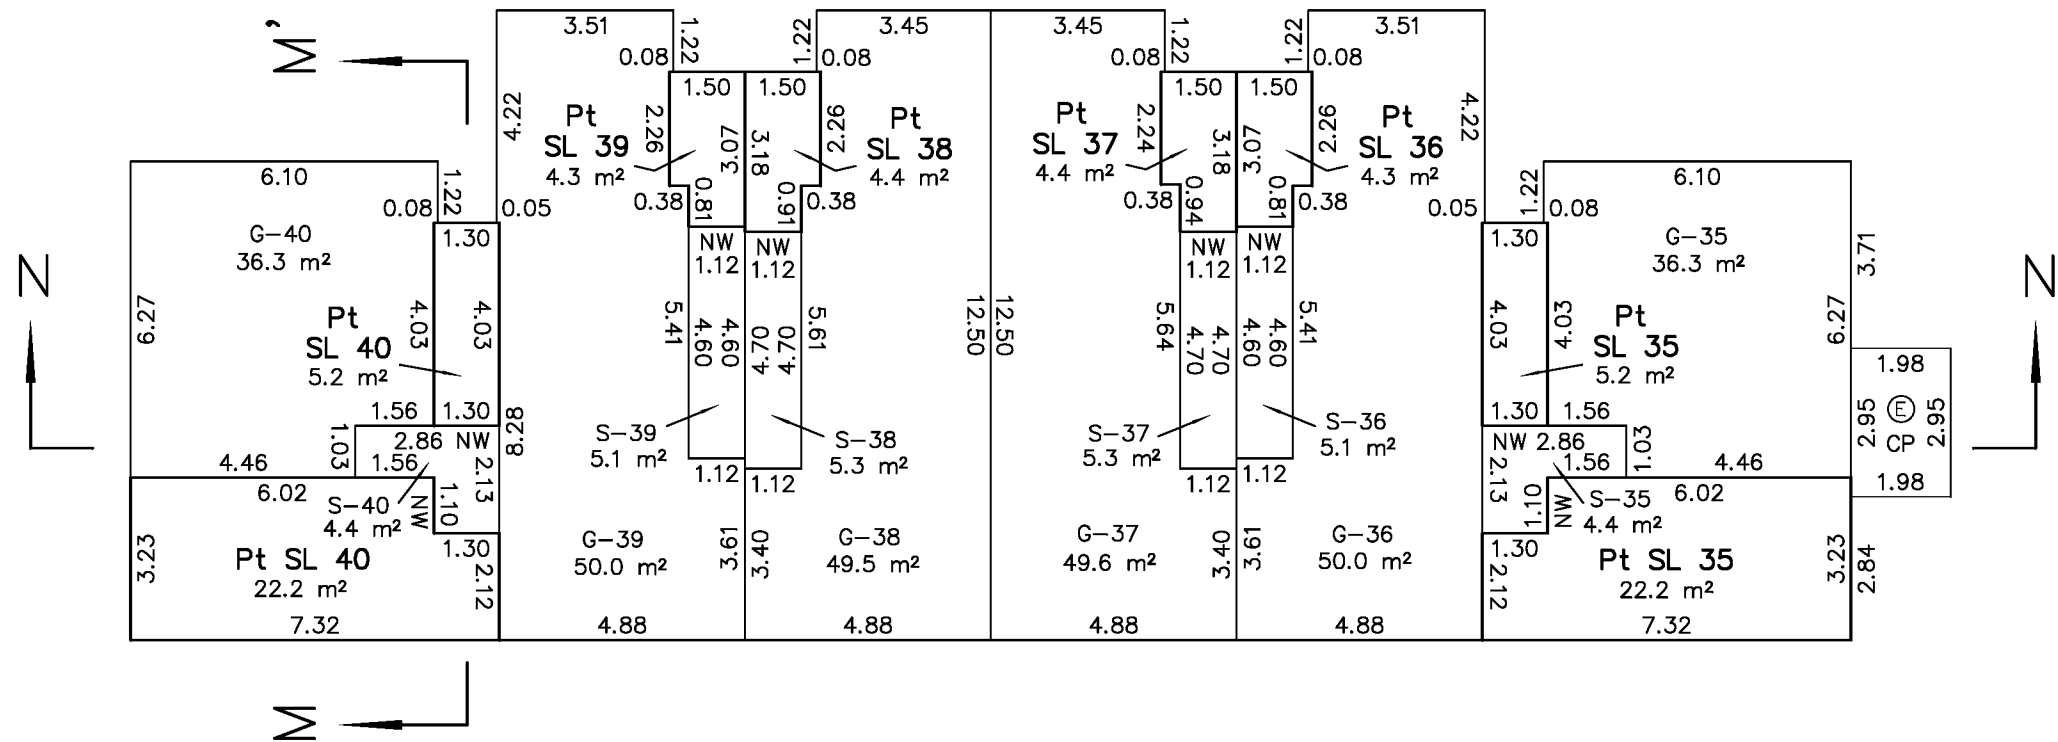 M'
3.51
1.22
0.08
1.22
3.45
0.08
3.45
1.22
0.08
1.22
3.51
0.08
4.22
1.50
1.50
1.50
1.50
4.22
Pt
SL 39
4.3 m²
2.26
3.07
3.18
2.26
Pt
SL 38
4.4 m²
Pt
SL 37
4.4 m²
2.24
3.18
3.07
2.26
Pt
SL 36
4.3 m²
6.10
1.22
0.08
0.05
0.38
0.81
0.91
0.38
0.38
0.94
0.81
0.38
0.05
1.22
0.08
6.10
G-40
36.3 m²
1.30
NW
1.12
NW
1.12
NW
1.12
NW
1.12
1.30
G-35
36.3 m²
3.71
N
N
6.27
Pt
SL 40
5.2 m²
4.03
4.03
5.41
4.60
4.60
4.70
5.61
12.50
12.50
5.64
4.70
4.70
4.60
4.60
5.41
4.03
4.03
Pt
SL 35
5.2 m²
6.27
1.98
1.56
1.30
8.28
1.30
1.56
2.95
E
CP
2.95
1.98
1.03
2.86
NW
1.56
S-39
5.1 m²
S-38
5.3 m²
S-37
5.3 m²
S-36
5.1 m²
NW
2.86
1.56
1.03
4.46
2.13
1.12
1.12
1.12
1.12
2.13
4.46
6.02
S-40
4.4 m²
NW
1.10
1.10
NW
S-35
4.4 m²
6.02
3.23
Pt SL 40
22.2 m²
1.30
2.12
G-39
50.0 m²
3.61
3.40
G-38
49.5 m²
G-37
49.6 m²
3.40
3.61
G-36
50.0 m²
1.30
2.12
Pt SL 35
22.2 m²
3.23
2.84
7.32
4.88
4.88
4.88
4.88
7.32
M